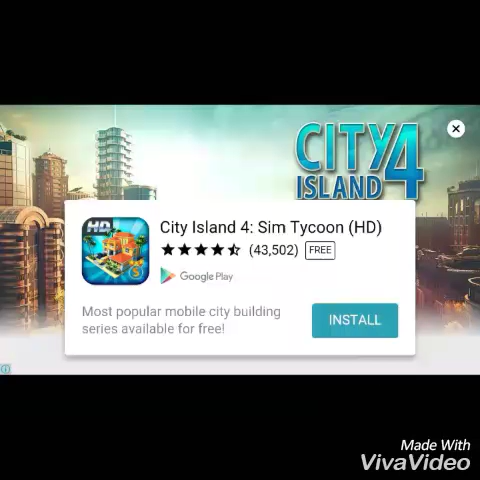 CITY 4
ISLAND
HD
City Island 4: Sim Tycoon (HD)
(43,502) FREE
Google Play
Most popular mobile city building
series available for free!
INSTALL
Made With
VivaVideo